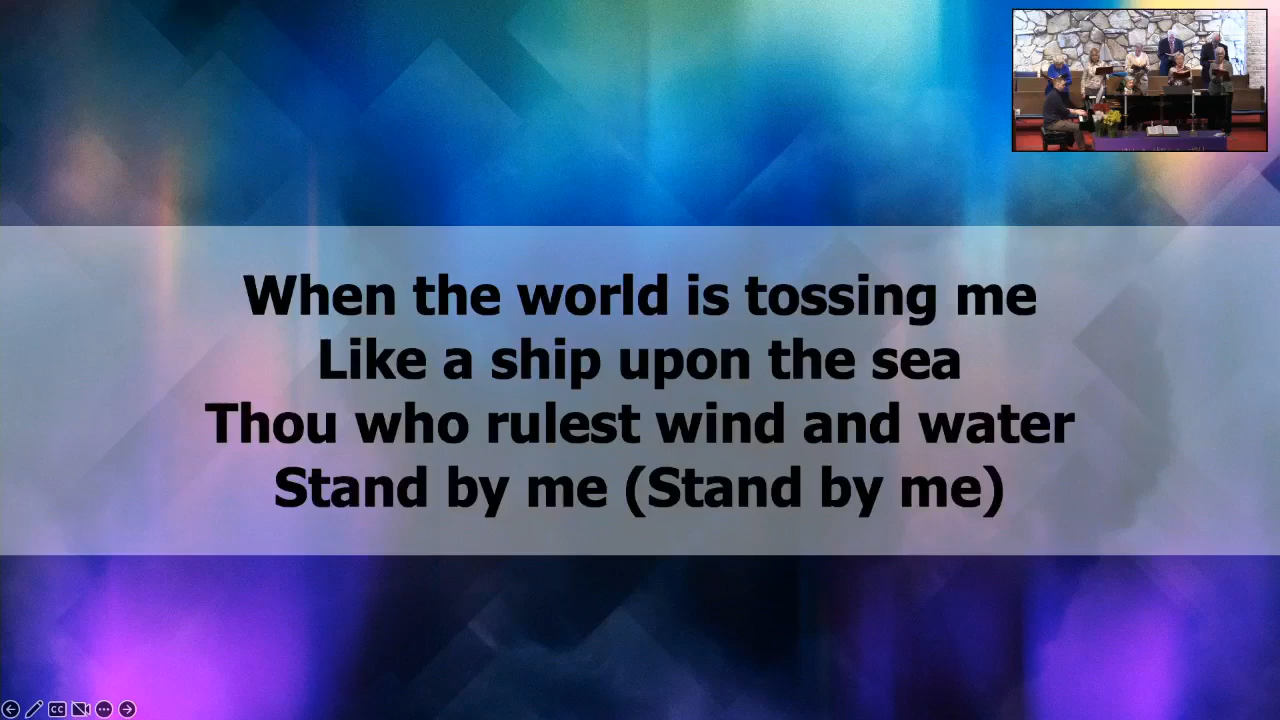 When the world is tossing me
Like a ship upon the sea
Thou who rulest wind and water
Stand by me (Stand by me)
CC